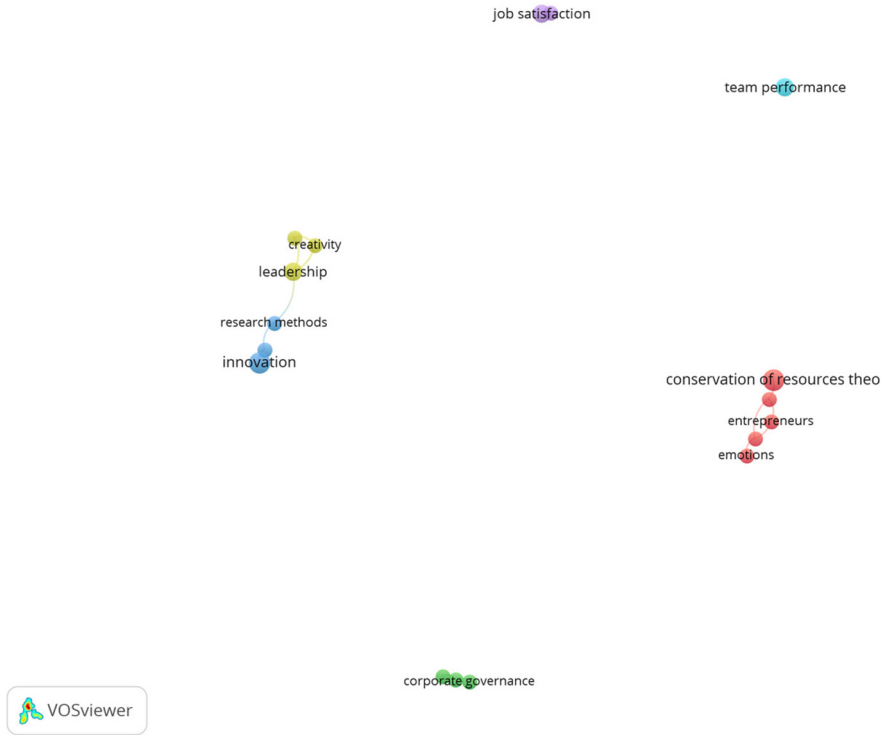 job satisfaction
team performance
creativity
leadership
research methods
innovation
conservation of resources theo
entrepreneurs
emotions
corporate governance
VOSviewer